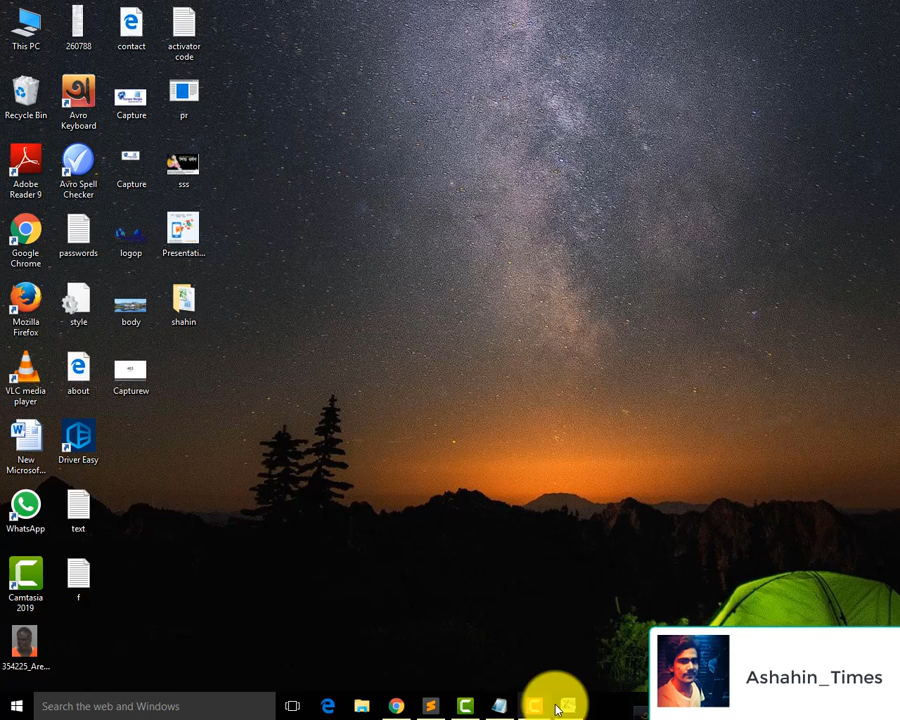 This PC
260788
contact
activator
code
Recycle Bin
Avro
Keyboard
Capture
pr
Adobe
Reader 9
Avro Spell
Checker
Capture
sss
Google
Chrome
passwords
logop
Presentati...
Mozilla
Firefox
style
body
shahin
VLC media
player
about
Capturew
New
Microsof...
Driver Easy
WhatsApp
text
Camtasia
2019
f
354225_Are...
Search the web and Windows
Ashahin_Times